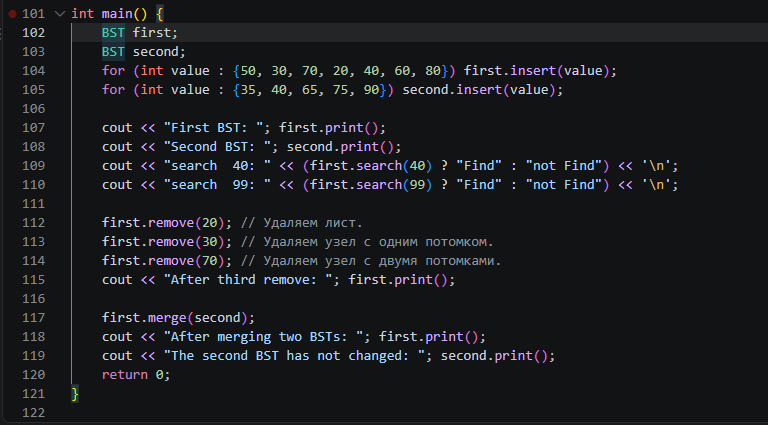 101 int main() {
102 BST first;
103 BST second;
104 for (int value : {50, 30, 70, 20, 40, 60, 80}) first.insert(value);
105 for (int value : {35, 40, 65, 75, 90}) second.insert(value);
106
107 cout << "First BST: "; first.print();
108 cout << "Second BST: "; second.print();
109 cout << "search  40: " << (first.search(40) ? "Find" : "not Find") << '\n';
110 cout << "search  99: " << (first.search(99) ? "Find" : "not Find") << '\n';
111
112 first.remove(20); // Удаляем лист.
113 first.remove(30); // Удаляем узел с одним потомком.
114 first.remove(70); // Удаляем узел с двумя потомками.
115 cout << "After third remove: "; first.print();
116
117 first.merge(second);
118 cout << "After merging two BSTs: "; first.print();
119 cout << "The second BST has not changed: "; second.print();
120 return 0;
121 }
122